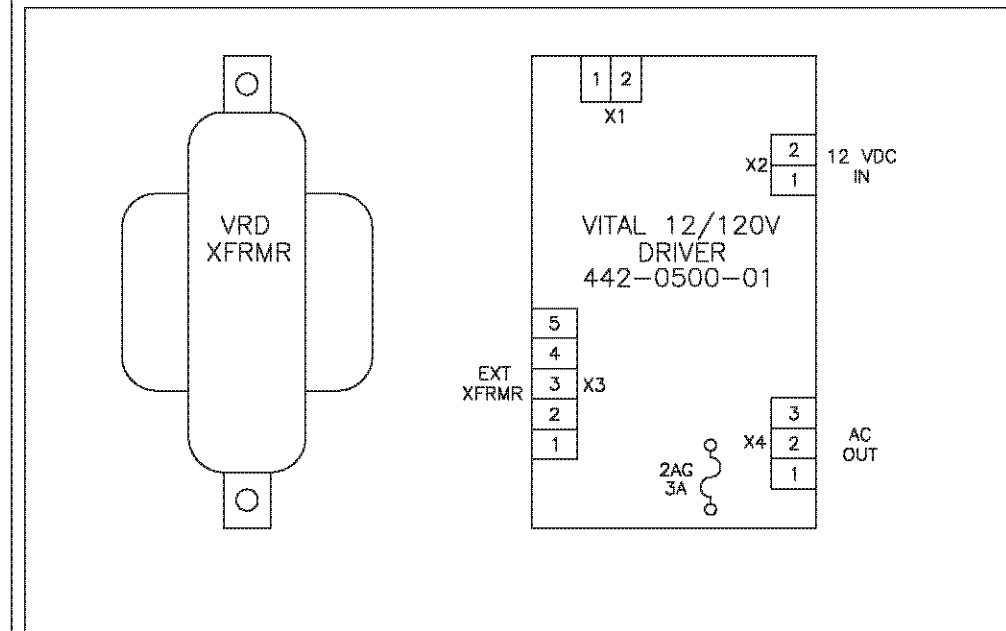 VRD
XFRMR
1 2
X1
X2
2
1
12 VDC
IN
VITAL 12/120V
DRIVER
442-0500-01
EXT
XFRMR
5
4
3
2
1
X3
2AG
3A
X4
3
2
1
AC
OUT